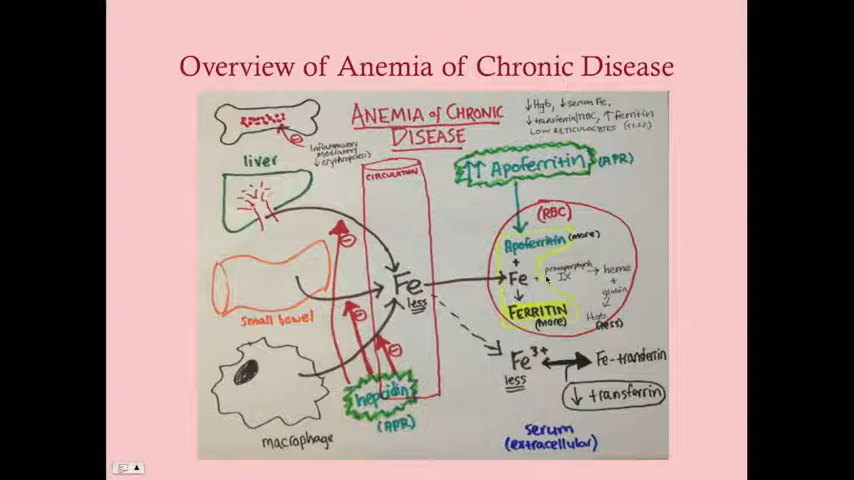 Overview of Anemia of Chronic Disease
ANEMIA of CHRONIC
DISEASE
↓Hgb, ↓serum Fe,
↓transferrin/TIBC, ↑ ferritin
LOW RETICULOCYTES
Inflammatory
Mediators
↓erythropoiesis
liver
CIRCULATION
↑↑ Apoferritin (APR)
(RBC)
Apoferritin (more)
+
Fe + protoporphyrin IX → heme
+
globin
Hgb (less)
FERRITIN
(more)
Fe
less
small bowel
hepcidin
(APR)
macrophage
Fe3+
less
Fe-transferrin
↓ transferrin
serum
(extracellular)